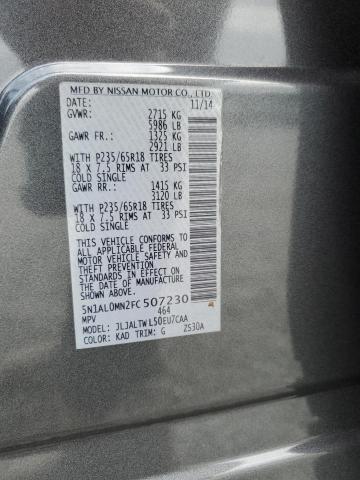 MFD BY NISSAN MOTOR CO., LTD.
DATE: 11/14
GVWR: 2715 KG
5986 LB
GAWR FR.: 1325 KG
2921 LB
WITH P235/65R18 TIRES
18 X 7.5 RIMS AT 33 PSI
COLD SINGLE
GAWR RR.: 1415 KG
3120 LB
WITH P235/65R18 TIRES
18 X 7.5 RIMS AT 33 PSI
COLD SINGLE
THIS VEHICLE CONFORMS TO
ALL APPLICABLE FEDERAL
MOTOR VEHICLE SAFETY AND
THEFT PREVENTION STANDARDS
IN EFFECT ON THE DATE OF
MANUFACTURE SHOWN
ABOVE.
5N1AL0MN2FC507230
MPV 464
MODEL: JLJALTWL50EU7CAA
COLOR: KAD TRIM: G ZS30A